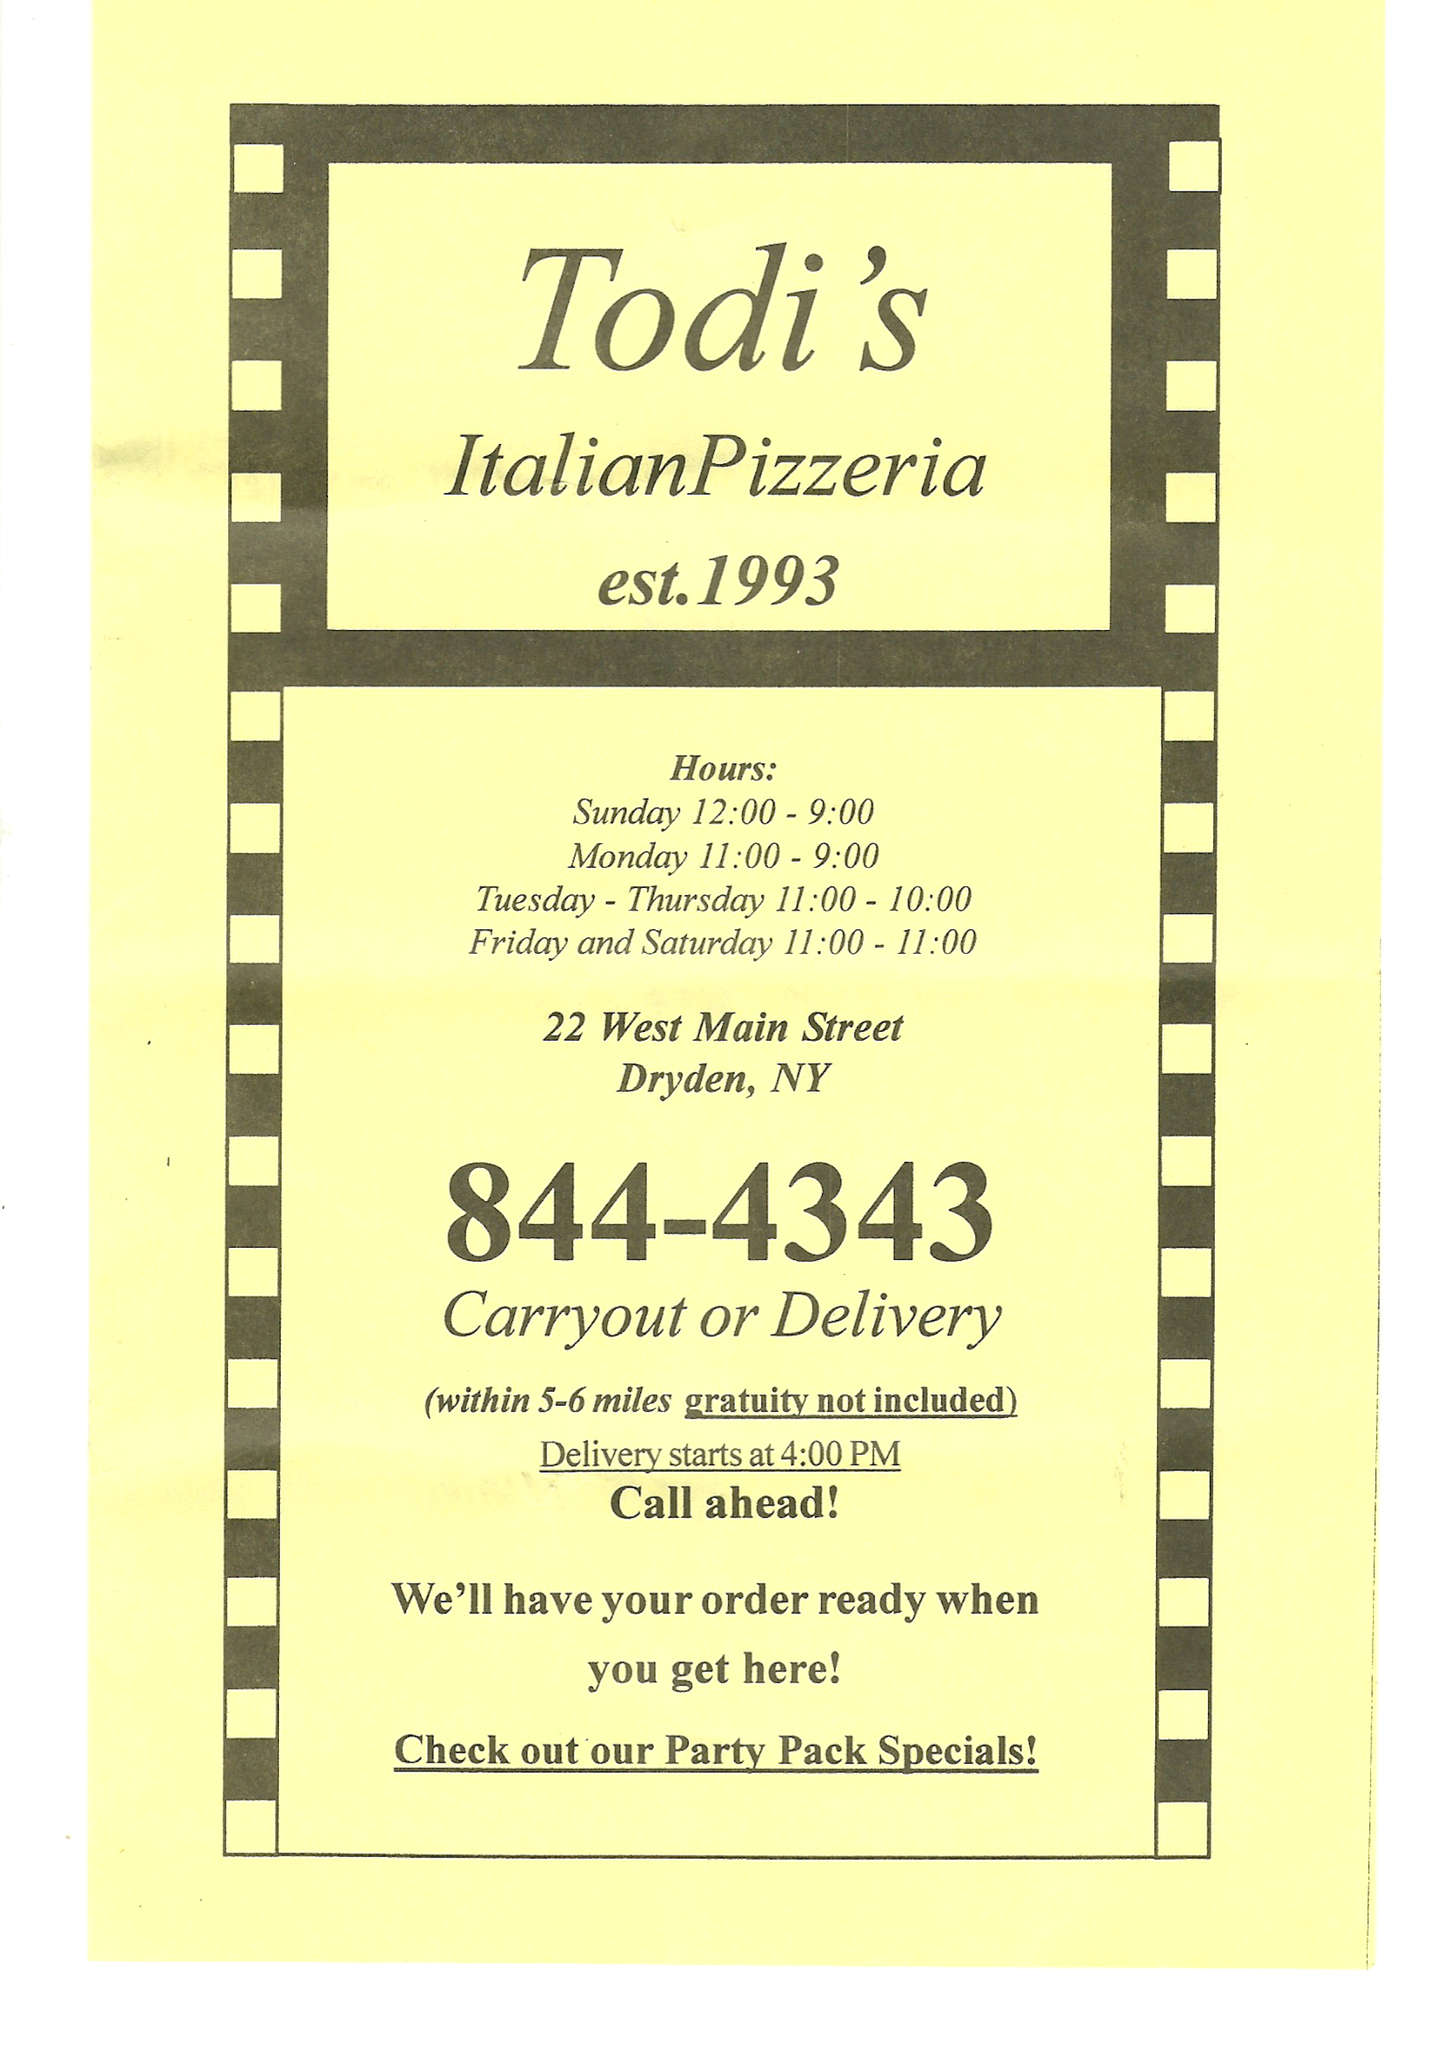 Todi's
ItalianPizzeria
est.1993
Hours:
Sunday 12:00 - 9:00
Monday 11:00 - 9:00
Tuesday - Thursday 11:00 - 10:00
Friday and Saturday 11:00 - 11:00
22 West Main Street
Dryden, NY
844-4343
Carryout or Delivery
(within 5-6 miles gratuity not included)
Delivery starts at 4:00 PM
Call ahead!
We'll have your order ready when
you get here!
Check out our Party Pack Specials!